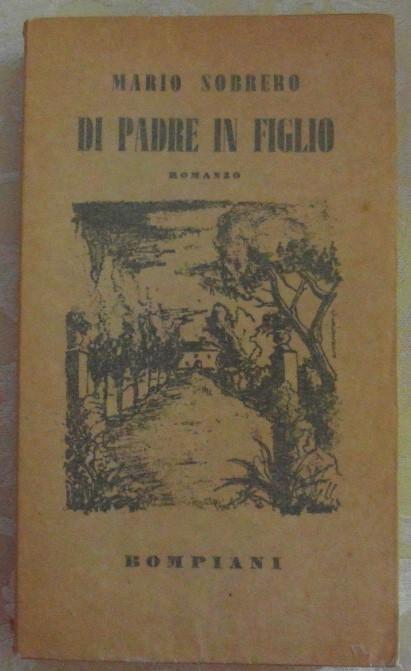 MARIO SOBRERO
DI PADRE IN FIGLIO
ROMANZO
BOMPIANI